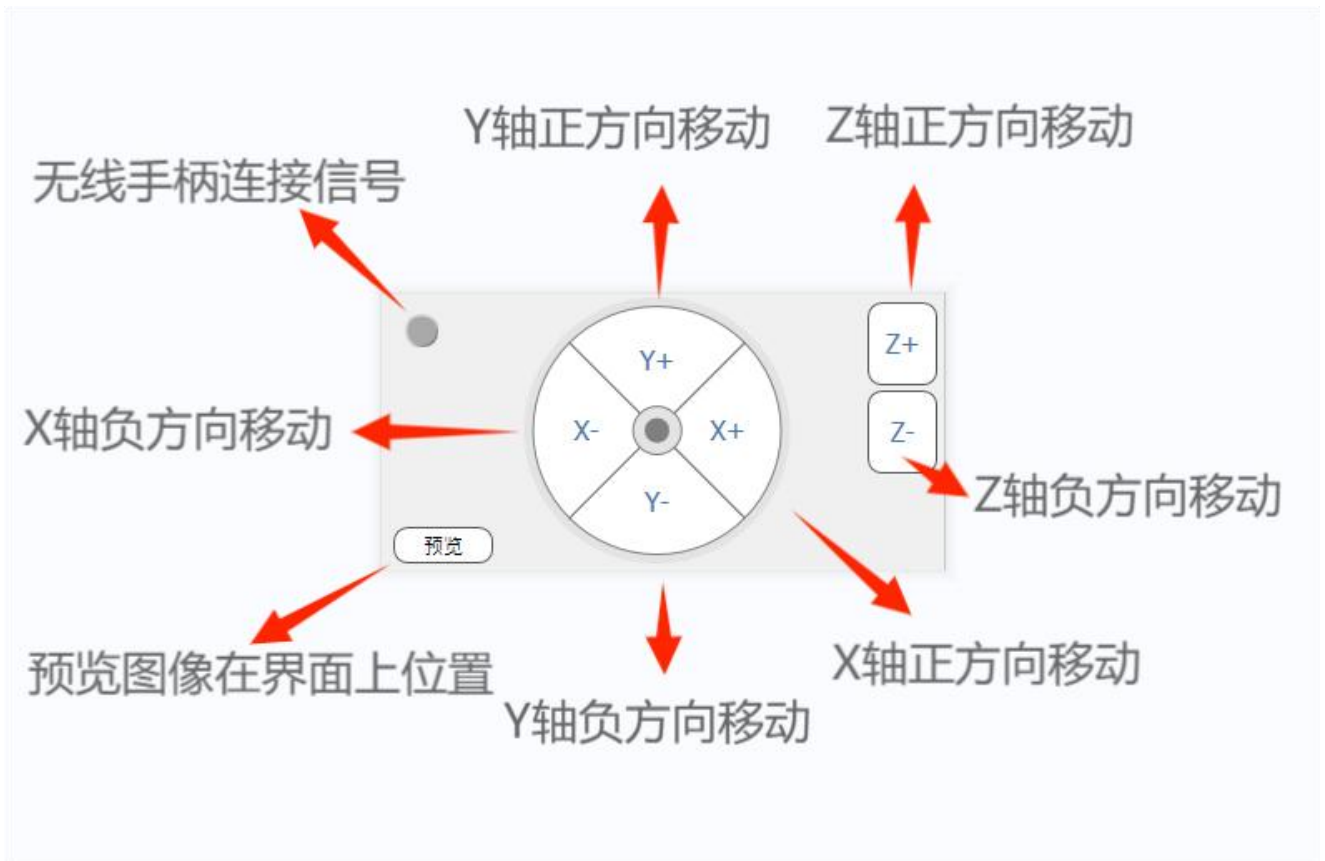 Y轴正方向移动
Z轴正方向移动
无线手柄连接信号
Z+
Y+
X轴负方向移动
X-
X+
Z-
Z轴负方向移动
Y-
预览
X轴正方向移动
预览图像在界面上位置
Y轴负方向移动